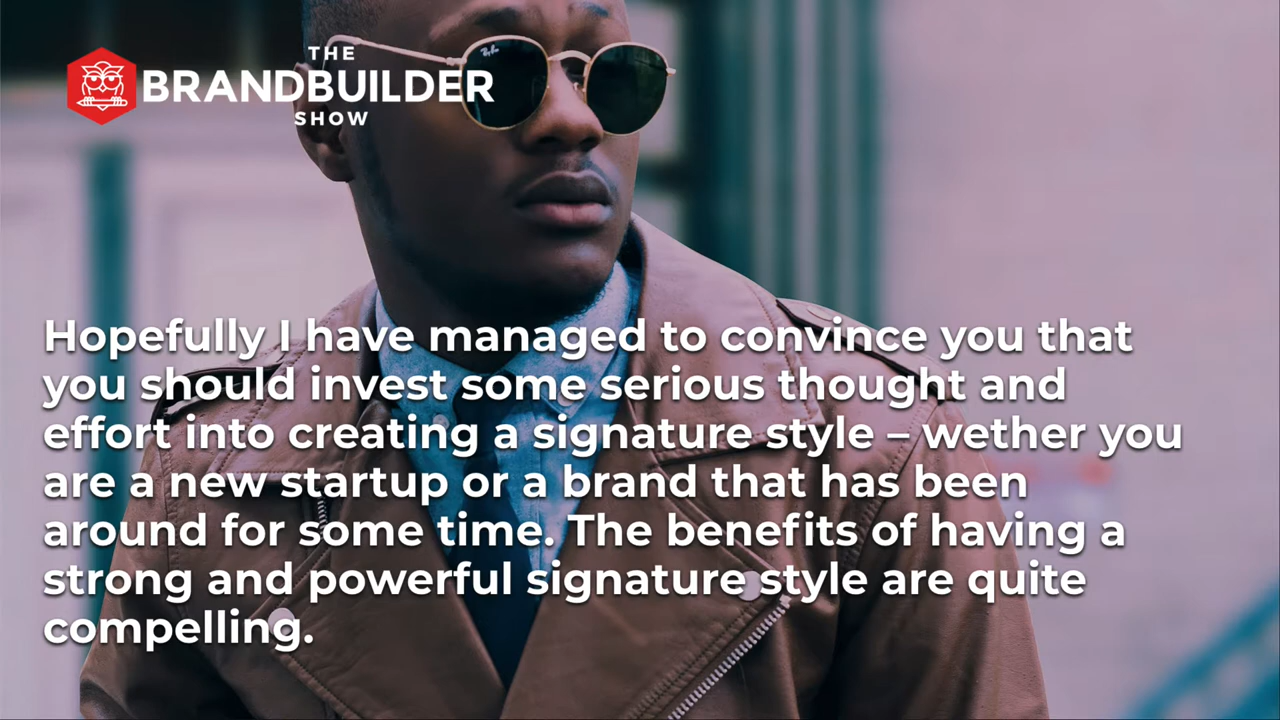 THE
BRANDBUILDER
SHOW
Ray-Ban
Hopefully I have managed to convince you that
you should invest some serious thought and
effort into creating a signature style – wether you
are a new startup or a brand that has been
around for some time. The benefits of having a
strong and powerful signature style are quite
compelling.